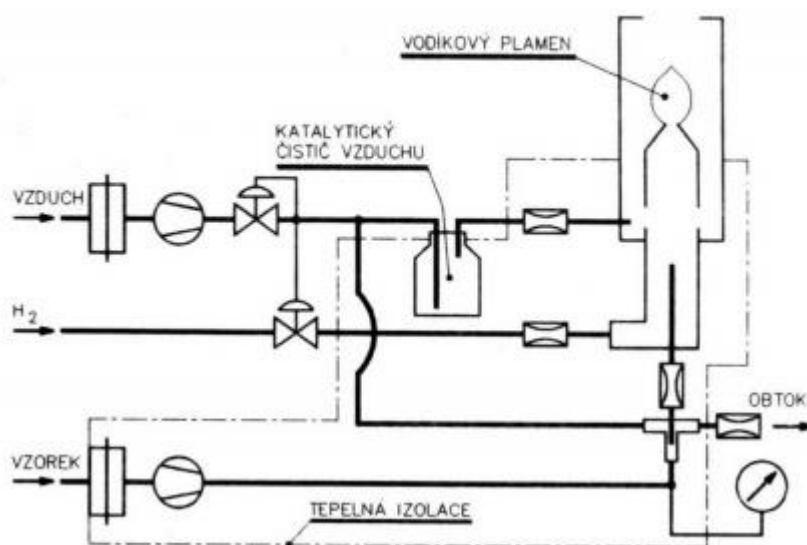 VODÍKOVÝ PLAMEN
KATALYTICKÝ
ČISTIČ VZDUCHU
VZDUCH
H₂
OBTOK
VZOREK
TEPELNÁ IZOLACE